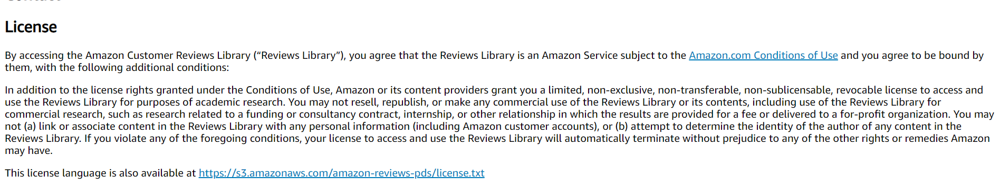 Contact
License
By accessing the Amazon Customer Reviews Library (“Reviews Library”), you agree that the Reviews Library is an Amazon Service subject to the Amazon.com Conditions of Use and you agree to be bound by
them, with the following additional conditions:
In addition to the license rights granted under the Conditions of Use, Amazon or its content providers grant you a limited, non-exclusive, non-transferable, non-sublicensable, revocable license to access and
use the Reviews Library for purposes of academic research. You may not resell, republish, or make any commercial use of the Reviews Library or its contents, including use of the Reviews Library for
commercial research, such as research related to a funding or consultancy contract, internship, or other relationship in which the results are provided for a fee or delivered to a for-profit organization. You may
not (a) link or associate content in the Reviews Library with any personal information (including Amazon customer accounts), or (b) attempt to determine the identity of the author of any content in the
Reviews Library. If you violate any of the foregoing conditions, your license to access and use the Reviews Library will automatically terminate without prejudice to any of the other rights or remedies Amazon
may have.
This license language is also available at https://s3.amazonaws.com/amazon-reviews-pds/license.txt